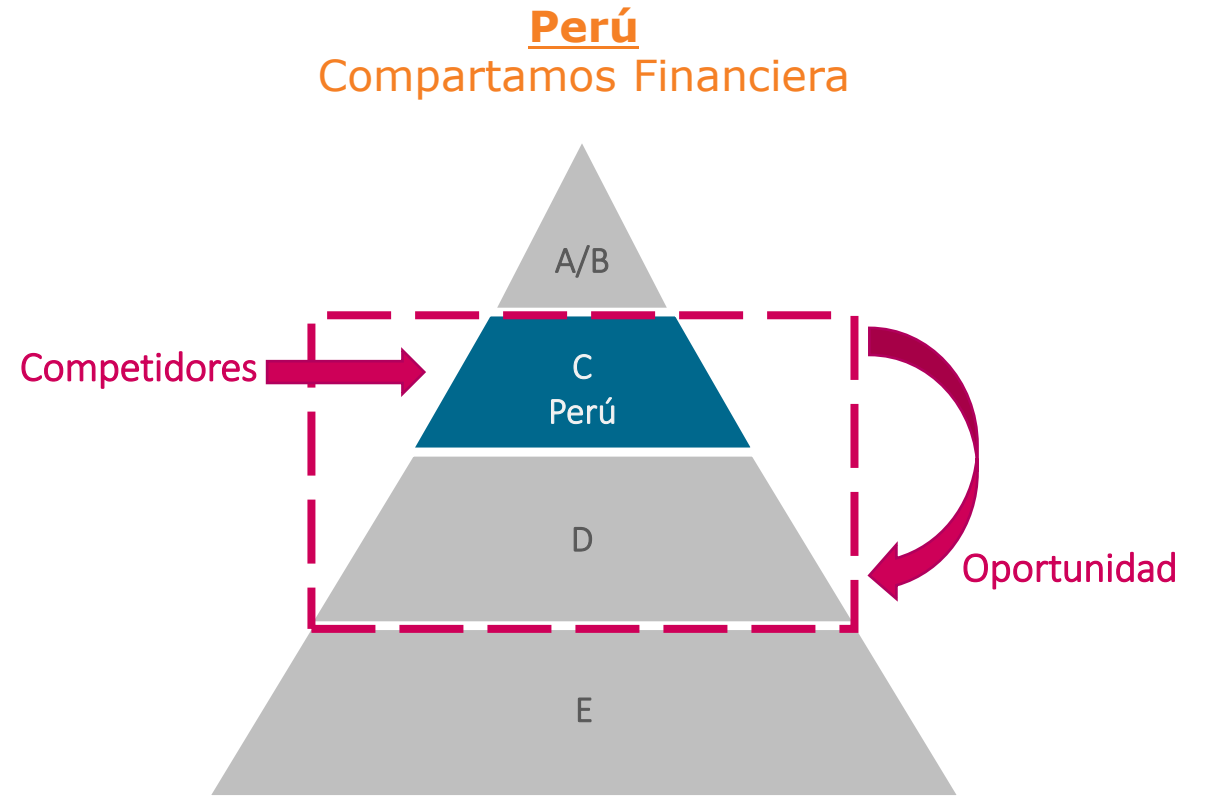 Perú
Compartamos Financiera
A/B
Competidores
C
Perú
D
Oportunidad
E